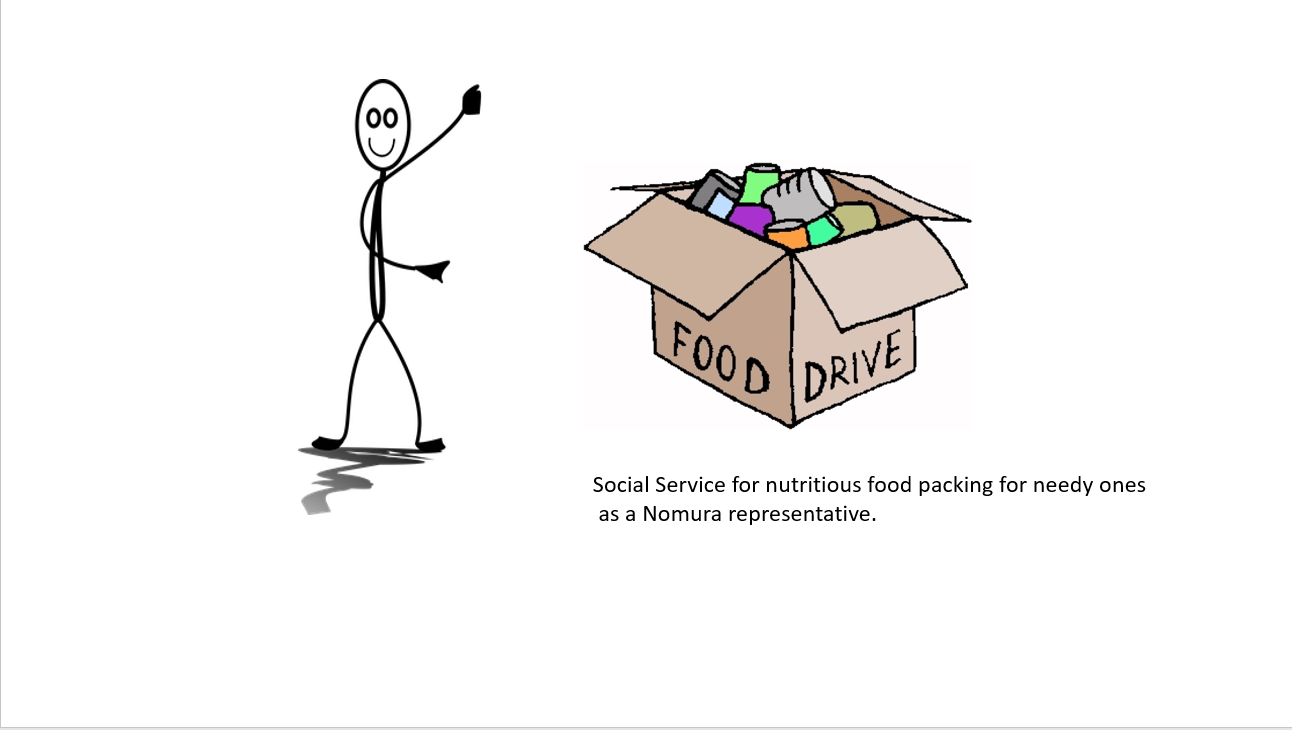 FOOD DRIVE
Social Service for nutritious food packing for needy ones
as a Nomura representative.